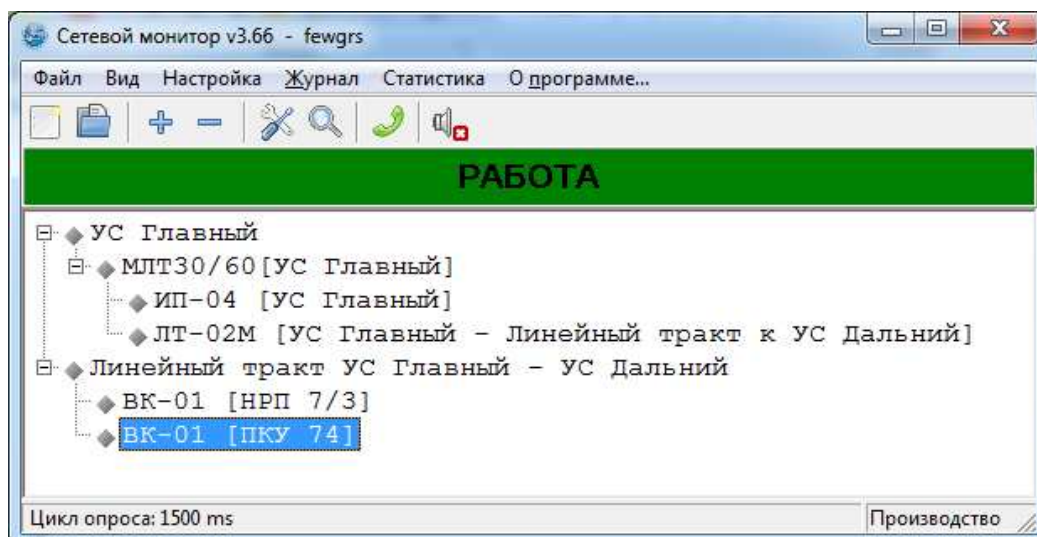 Сетевой монитор v3.66 - fewgrs
Файл Вид Настройка Журнал Статистика О программе...
РАБОТА
УС Главный
МЛТ30/60[УС Главный]
ИП-04 [УС Главный]
ЛТ-02М [УС Главный - Линейный тракт к УС Дальний]
Линейный тракт УС Главный - УС Дальний
ВК-01 [НРП 7/3]
ВК-01 [ПКУ 74]
Цикл опроса: 1500 ms Производство